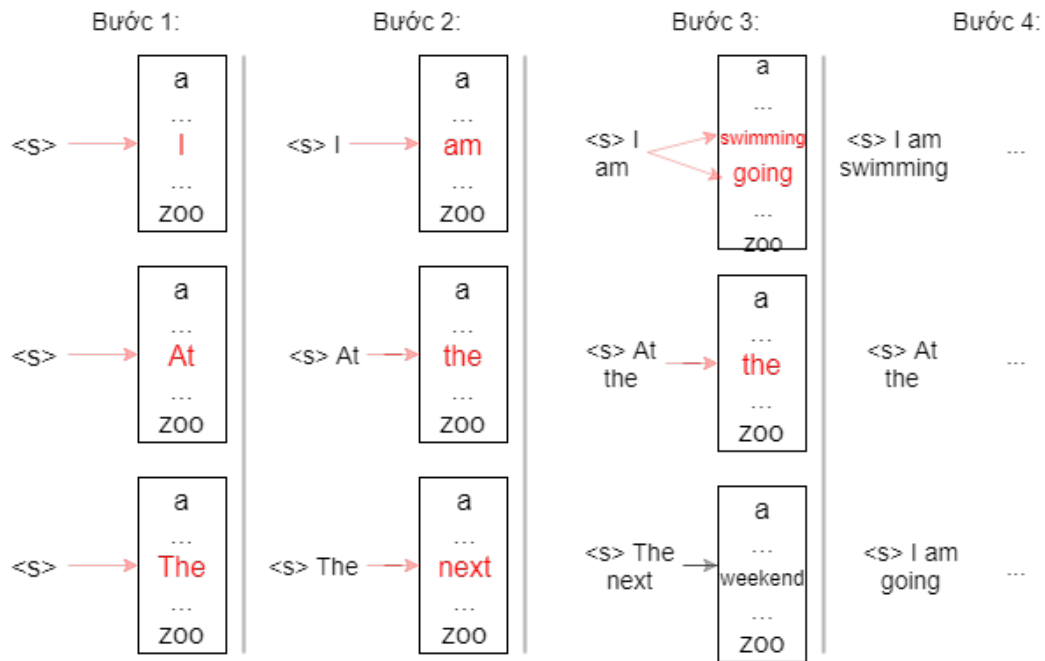 Bước 1:
Bước 2:
Bước 3:
Bước 4:
<s>
a
...
I
...
zoo
<s> I
a
...
am
...
zoo
<s> I
am
a
...
swimming
going
...
zoo
<s> I am
swimming
...
<s>
a
...
At
...
zoo
<s> At
a
...
the
...
zoo
<s> At
the
a
...
the
...
zoo
<s> At
the
...
<s>
a
...
The
...
zoo
<s> The
a
...
next
...
zoo
<s> The
next
a
...
weekend
...
zoo
<s> I am
going
...